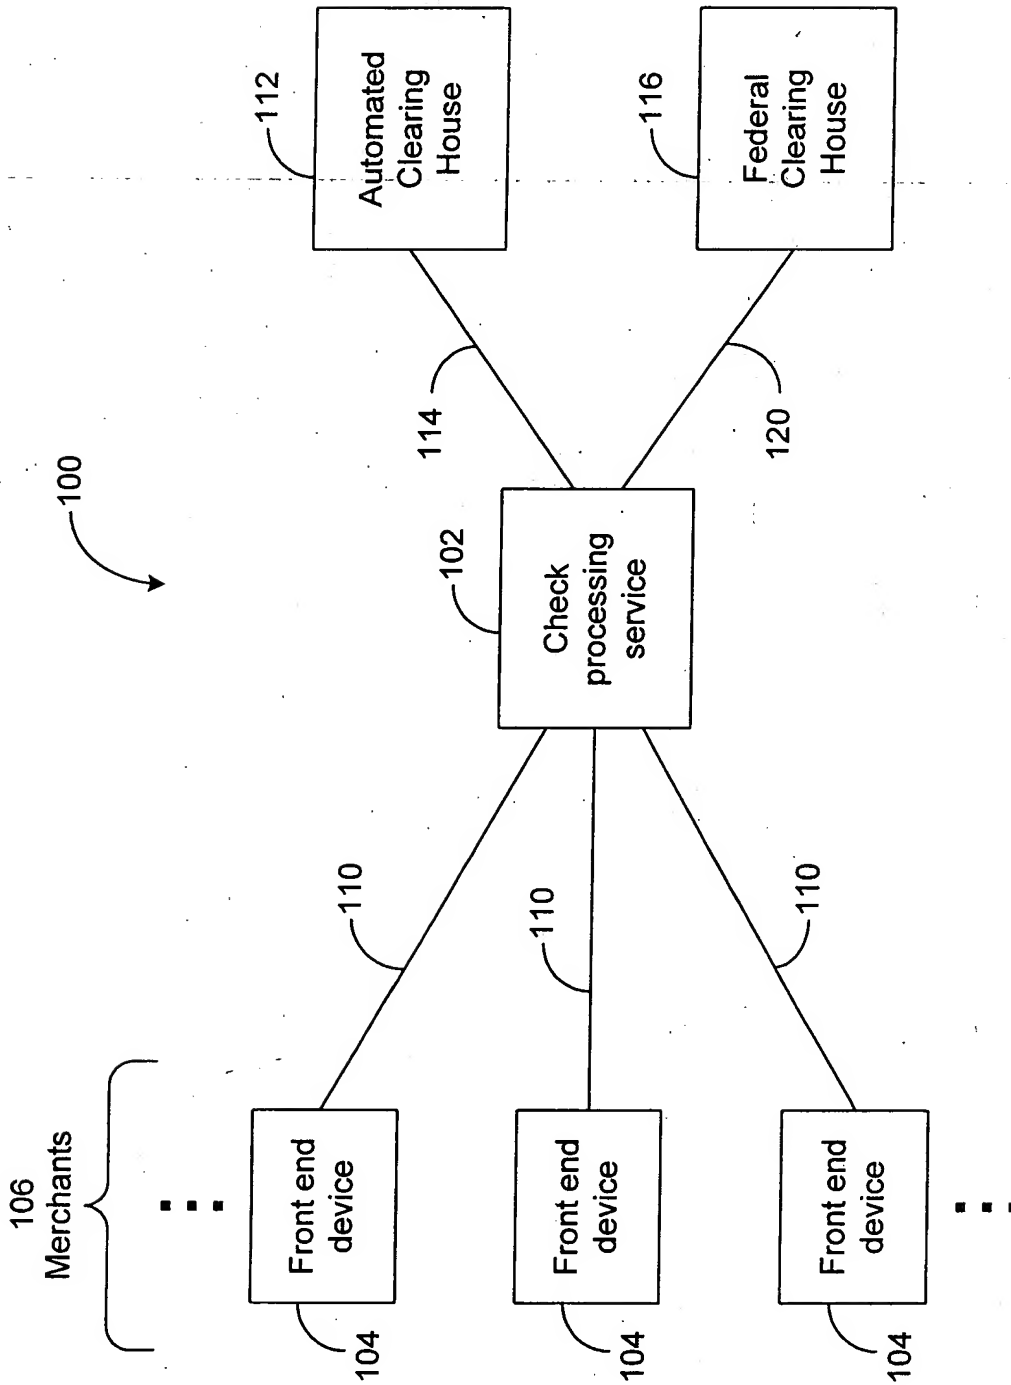 100
106
Merchants
104
Front end
device
110
104
Front end
device
110
104
Front end
device
110
102
Check
processing
service
114
112
Automated
Clearing
House
120
116
Federal
Clearing
House